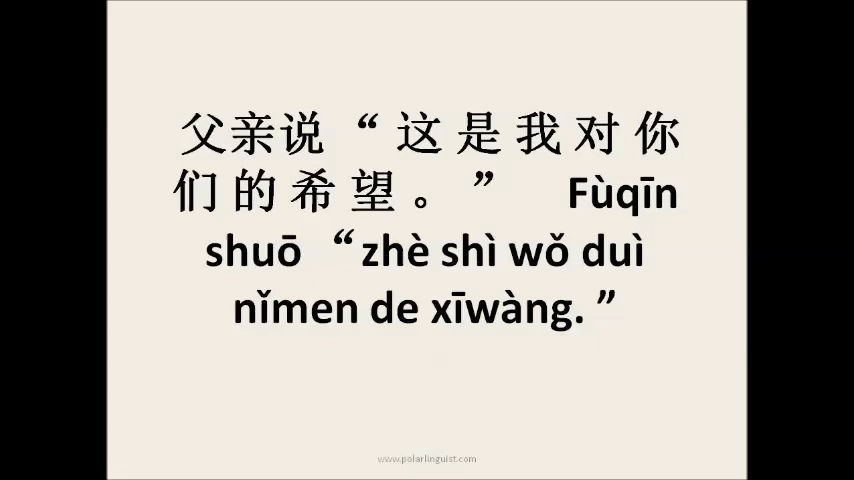 父亲说 “ 这 是 我 对 你
们 的 希 望 。 ” Fùqīn
shuō “ zhè shì wǒ duì
nǐmen de xīwàng. ”
www.polarlinguist.com